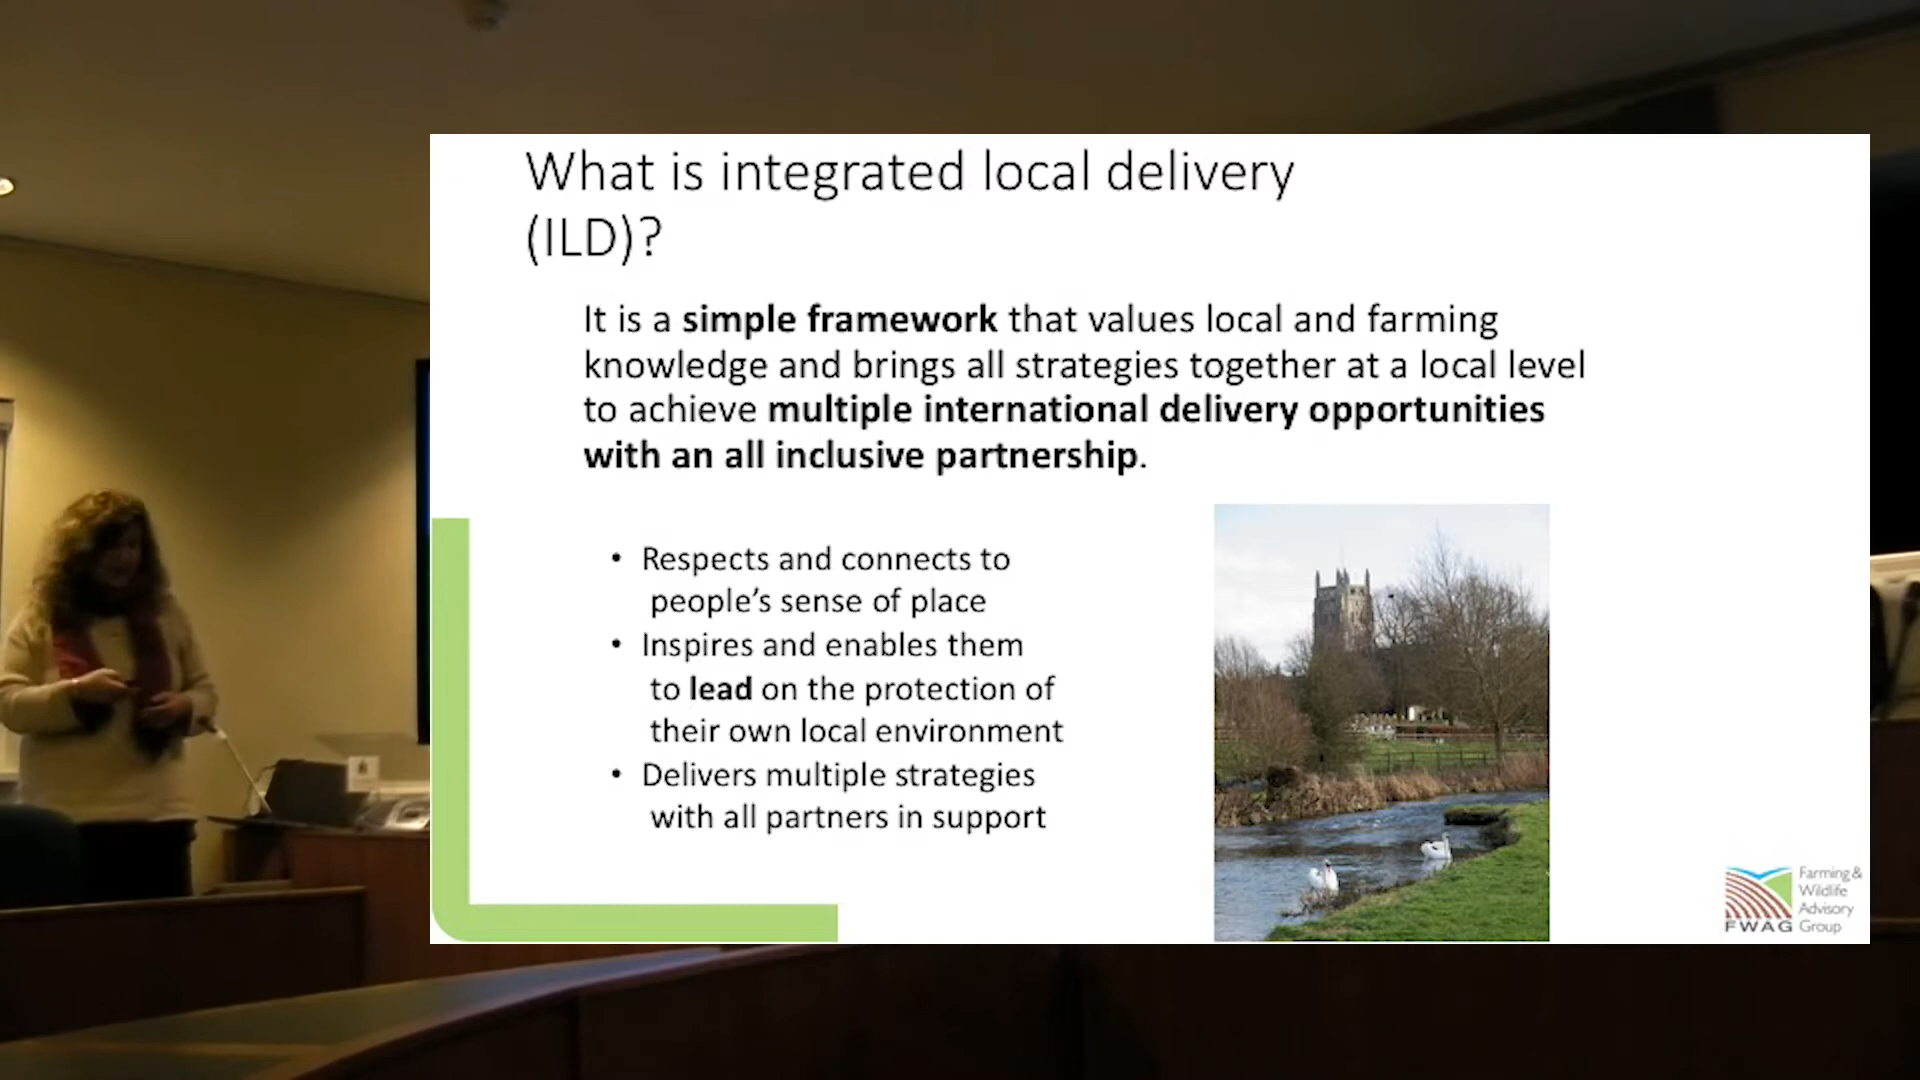 What is integrated local delivery
(ILD)?
It is a simple framework that values local and farming
knowledge and brings all strategies together at a local level
to achieve multiple international delivery opportunities
with an all inclusive partnership.
• Respects and connects to
people’s sense of place
• Inspires and enables them
to lead on the protection of
their own local environment
• Delivers multiple strategies
with all partners in support
Farming &
Wildlife
Advisory
Group
FWAG